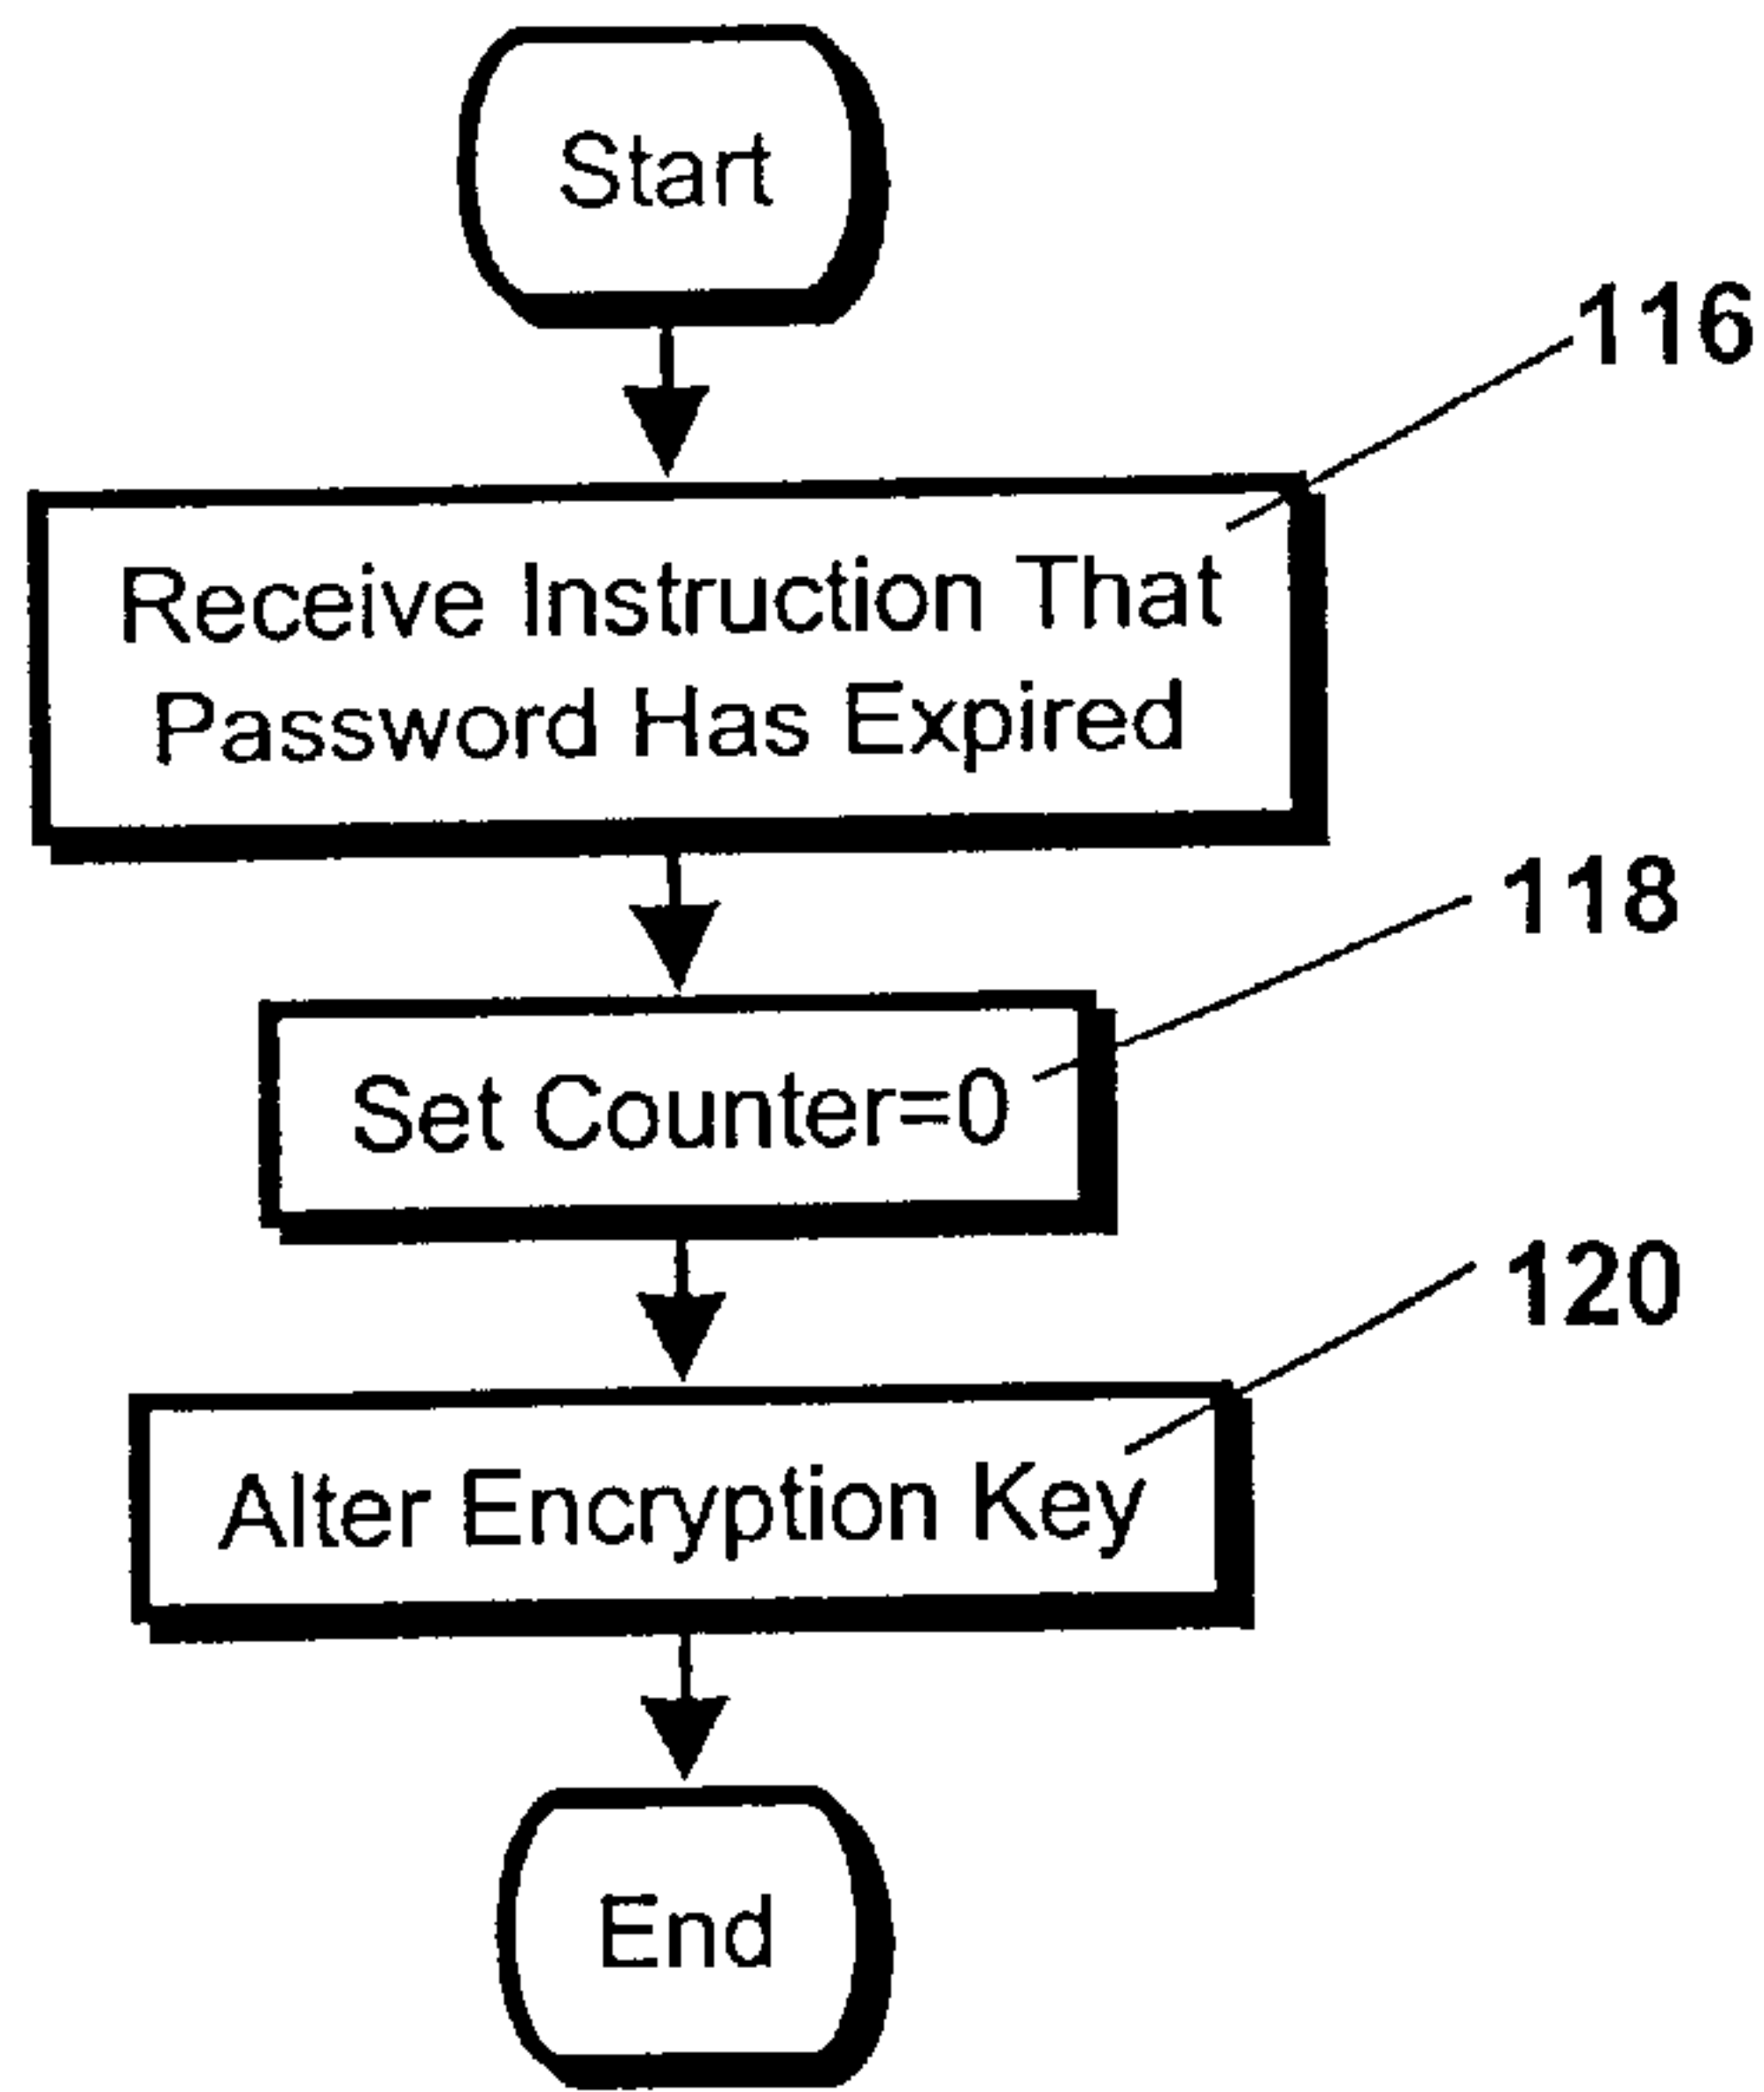 Start
116
Receive Instruction That
Password Has Expired
118
Set Counter=0
120
Alter Encryption Key
End